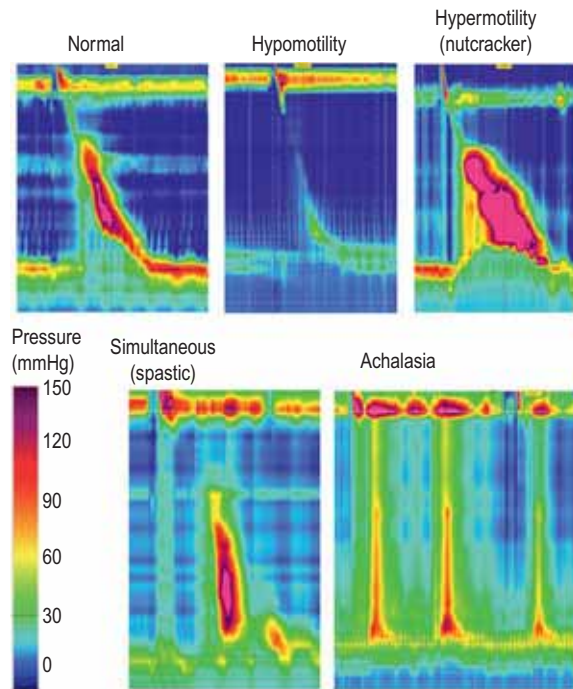 Normal
Hypomotility
Hypermotility
(nutcracker)
Pressure
(mmHg)
150
120
90
60
30
0
Simultaneous
(spastic)
Achalasia